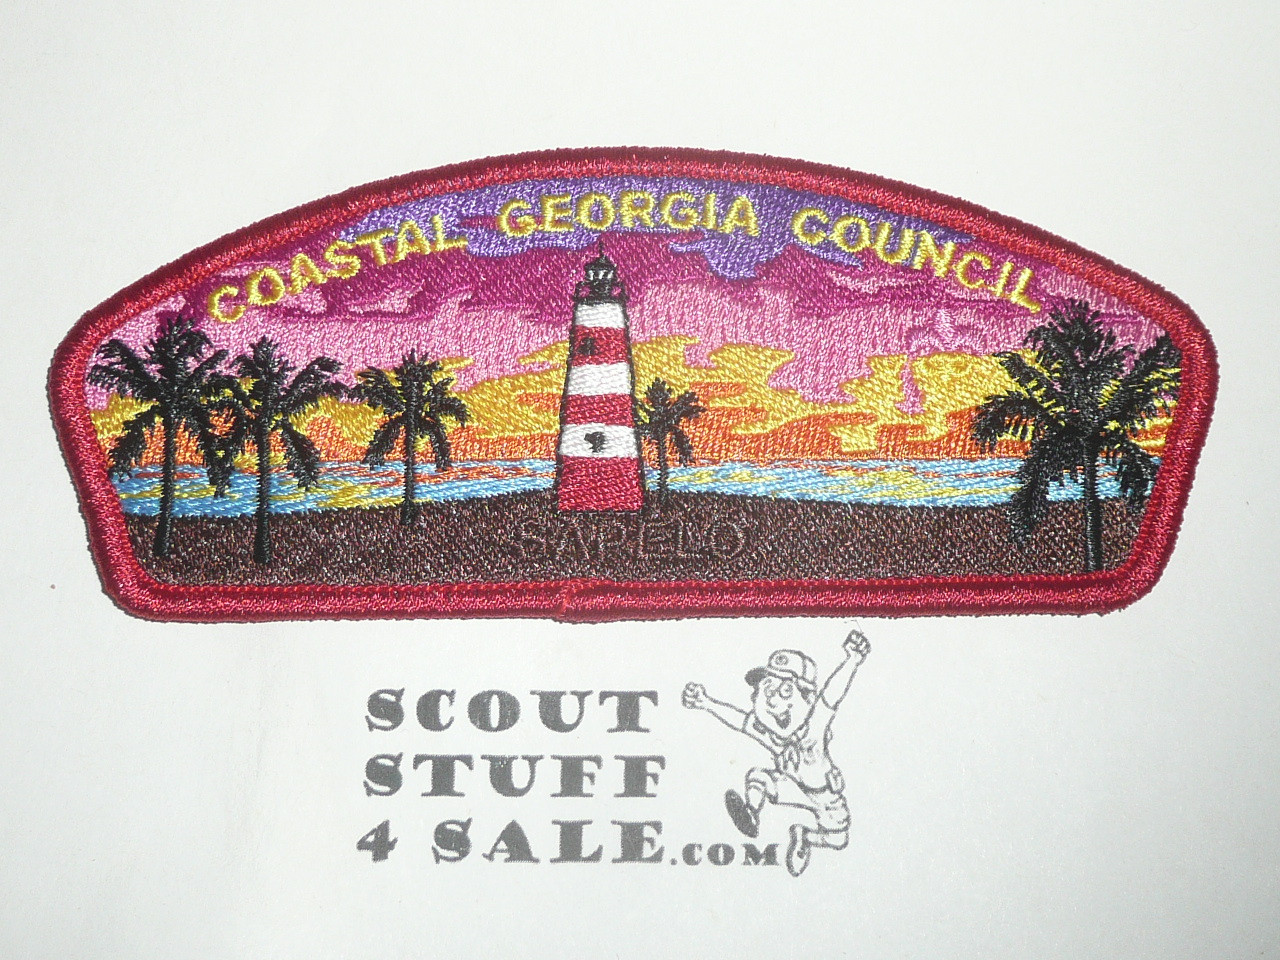 COASTAL GEORGIA COUNCIL
SAPELO
SCOUT
STUFF
4 SALE.COM